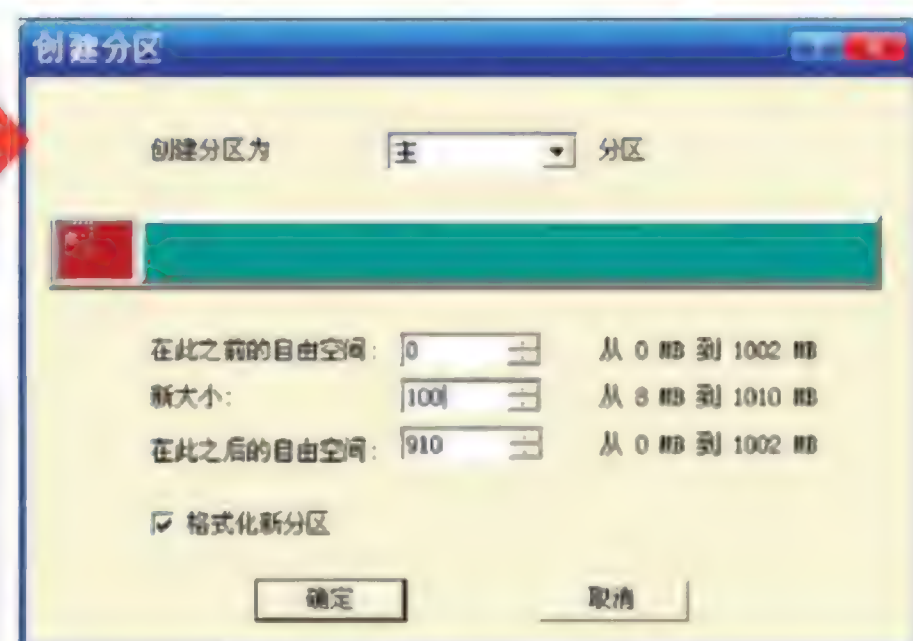 创建分区
创建分区为 主 分区
在此之前的自由空间: 0 从 0 MB 到 1002 MB
新大小: 100 从 8 MB 到 1010 MB
在此之后的自由空间: 910 从 0 MB 到 1002 MB
格式化新分区
确定 取消